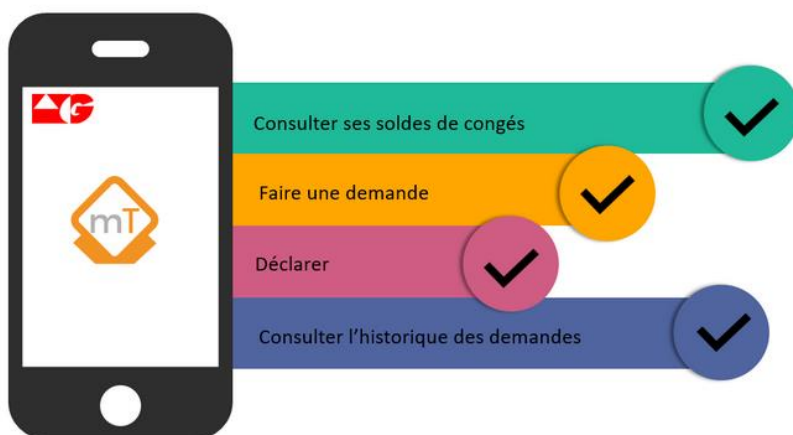 mT
Consulter ses soldes de congés
Faire une demande
Déclarer
Consulter l’historique des demandes